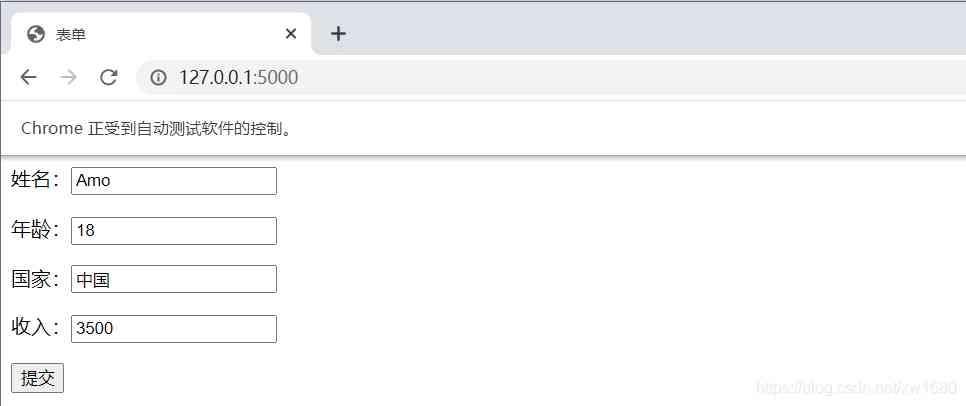 表单
127.0.0.1:5000
Chrome 正受到自动测试软件的控制。
姓名： Amo
年龄： 18
国家： 中国
收入： 3500
提交
https://blog.csdn.net/xw1680